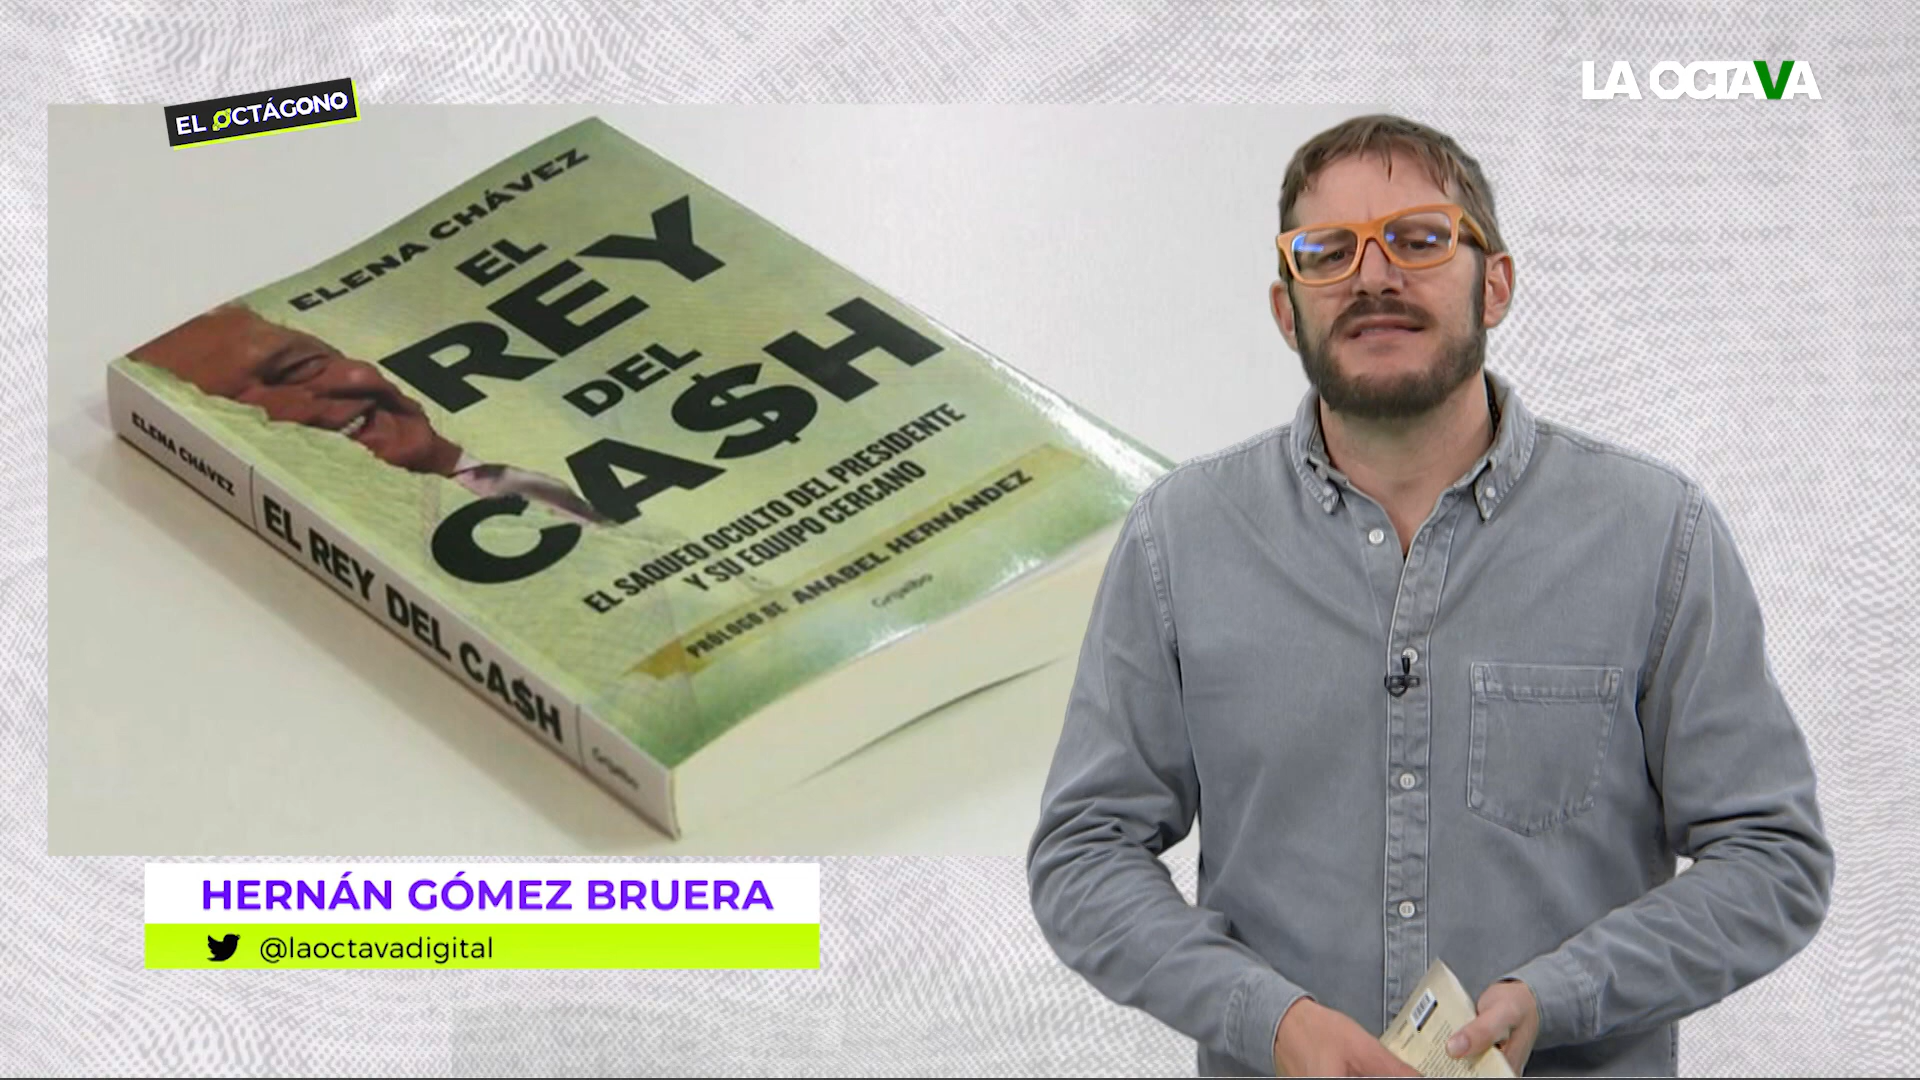 EL OCTÁGONO
LA OCTAVA
ELENA CHÁVEZ
EL
REY
DEL
CA$H
EL SAQUEO OCULTO DEL PRESIDENTE
Y SU EQUIPO CERCANO
PRÓLOGO DE ANABEL HERNÁNDEZ
Grijalbo
ELENA CHÁVEZ
EL REY DEL CA$H
Grijalbo
HERNÁN GÓMEZ BRUERA
@laoctavadigital